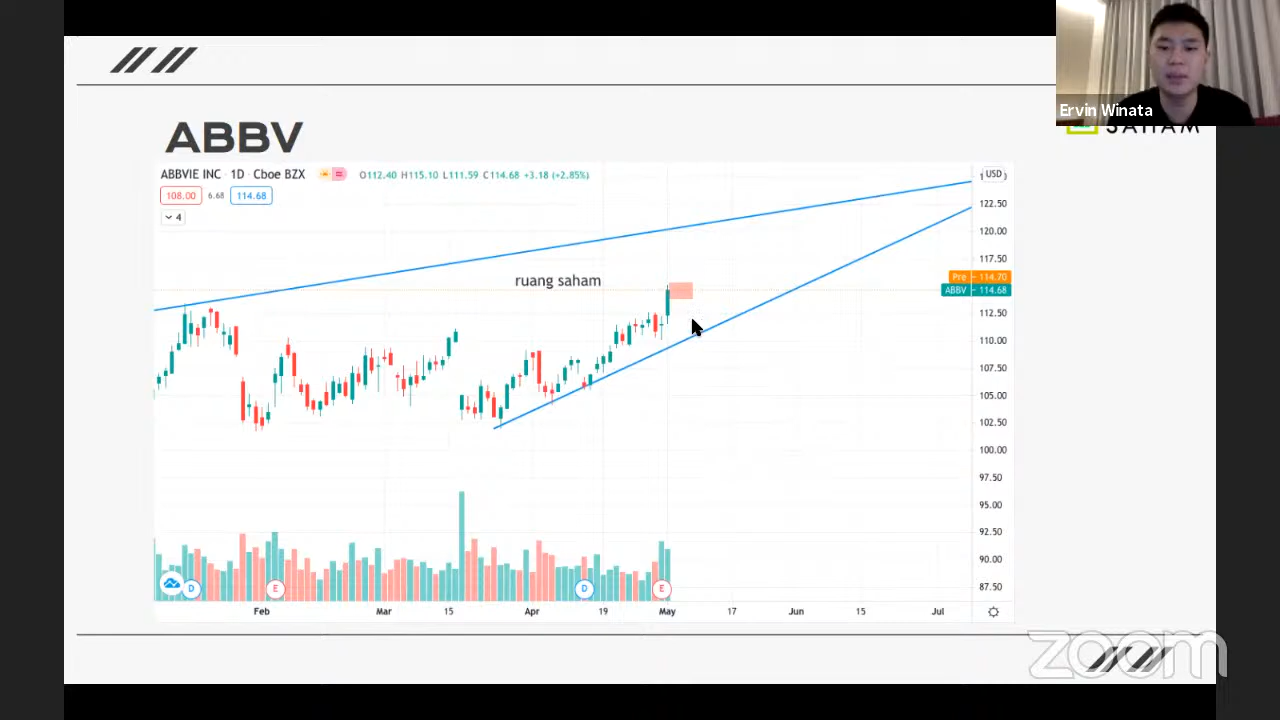 Ervin Winata
SAHAM
ABBV
ABBVIE INC · 1D · Cboe BZX
O112.40 H115.10 L111.59 C114.68 +3.18 (+2.85%)
USD
108.00 6.68 114.68
4
122.50
120.00
117.50
ruang saham
Pre 114.70
ABBV 114.68
112.50
110.00
107.50
105.00
102.50
100.00
97.50
95.00
92.50
90.00
87.50
D E D E
Feb Mar 15 Apr 19 May 17 Jun 15 Jul
zoom